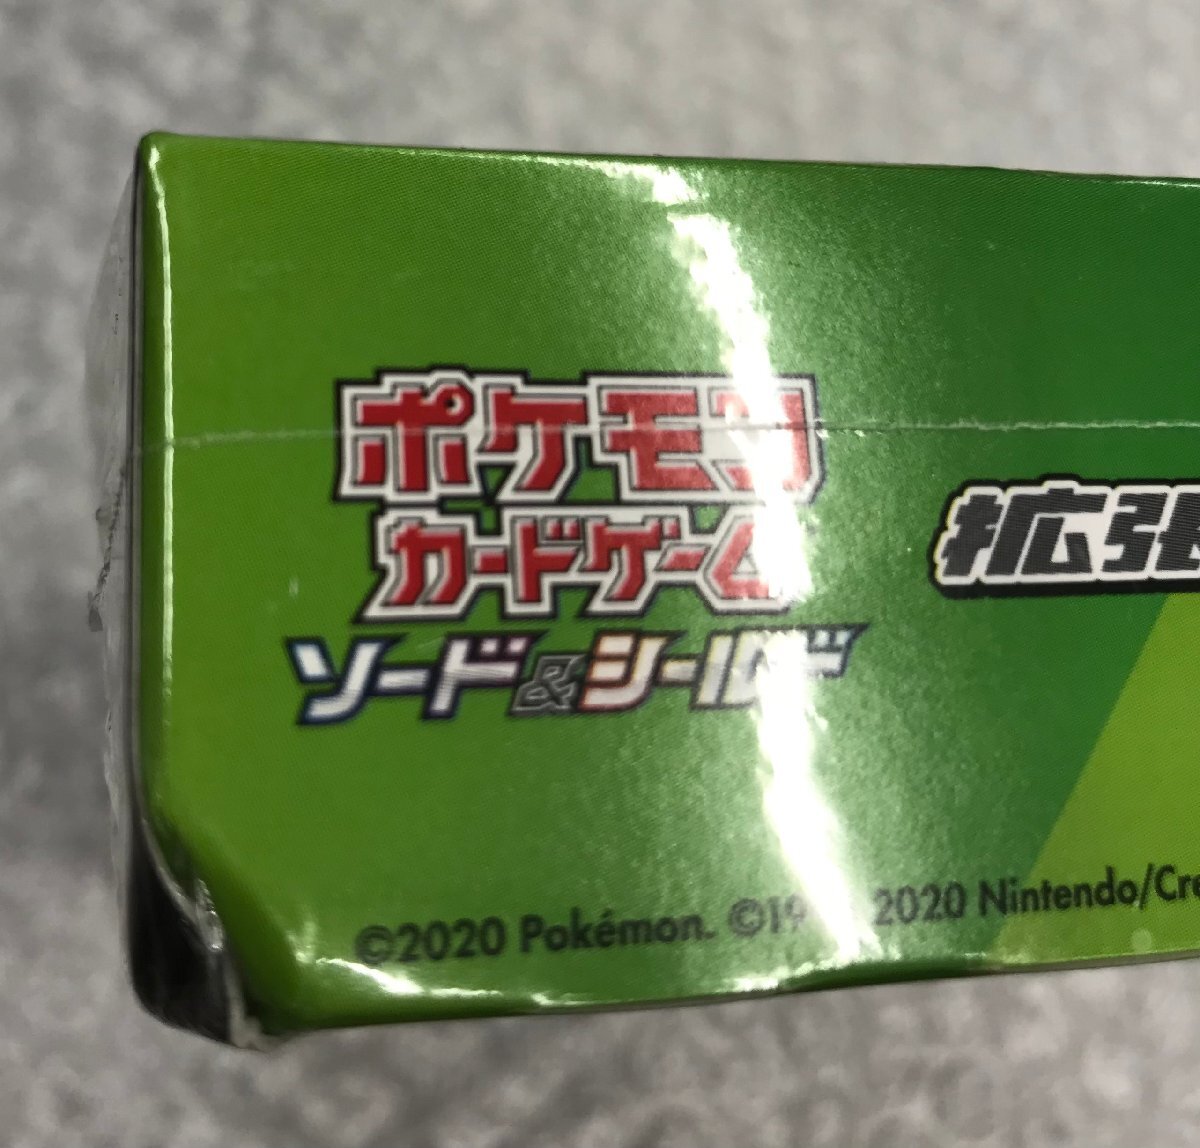 ポケモン
カードゲーム
ソード&シールド
拡張
©2020 Pokémon. ©19 2020 Nintendo/Cre